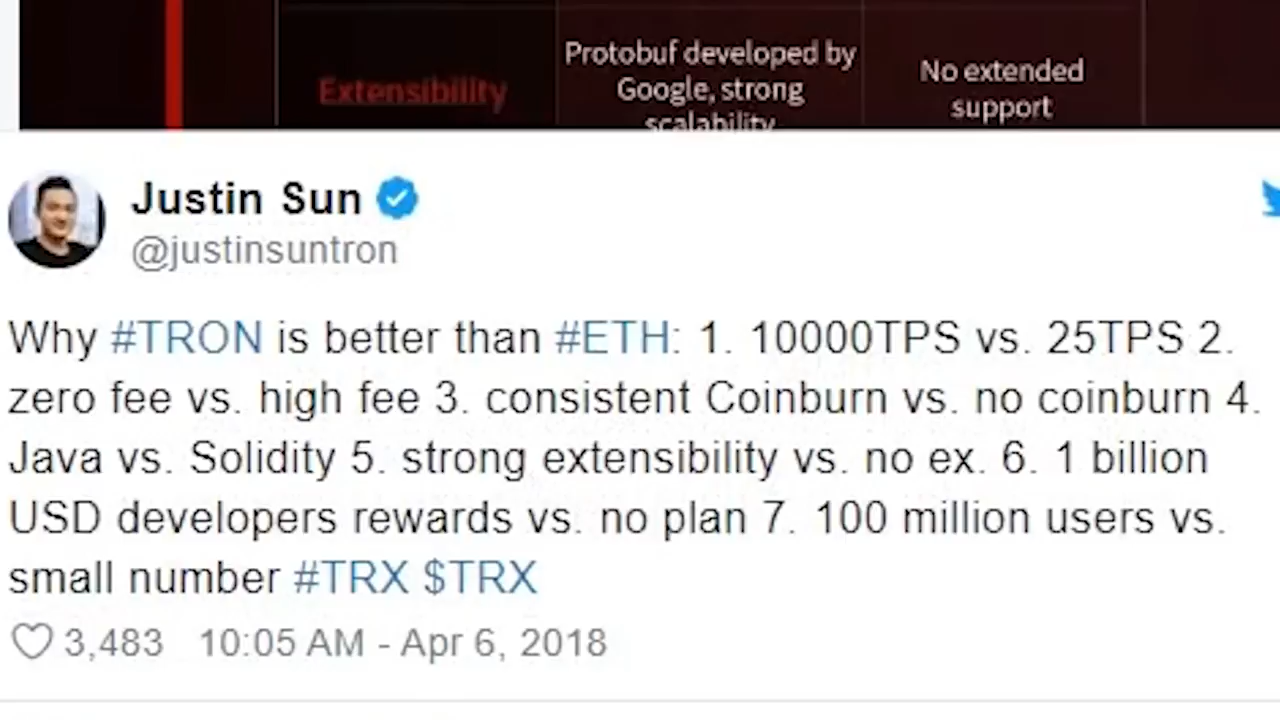 Extensibility
Protobuf developed by
Google, strong
scalability
No extended
support
Justin Sun
@justinsuntron
Why #TRON is better than #ETH: 1. 10000TPS vs. 25TPS 2.
zero fee vs. high fee 3. consistent Coinburn vs. no coinburn 4.
Java vs. Solidity 5. strong extensibility vs. no ex. 6. 1 billion
USD developers rewards vs. no plan 7. 100 million users vs.
small number #TRX $TRX
3,483 10:05 AM - Apr 6, 2018